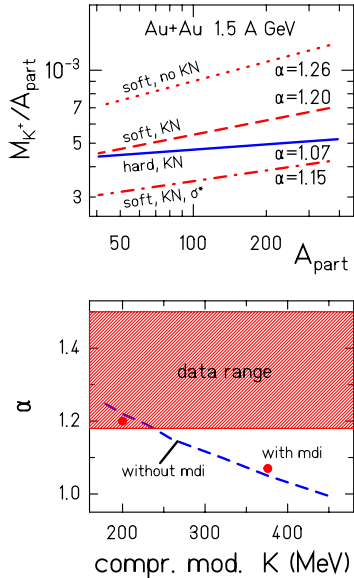 Au+Au 1.5 A GeV
M_K⁺/A_part
10⁻³
7
5
3
soft, no KN
α=1.26
α=1.20
soft, KN
hard, KN
α=1.07
α=1.15
soft, KN, σ*
50
100
200
A_part
α
1.4
1.2
1.0
data range
without mdi
with mdi
200
300
400
compr. mod. K (MeV)